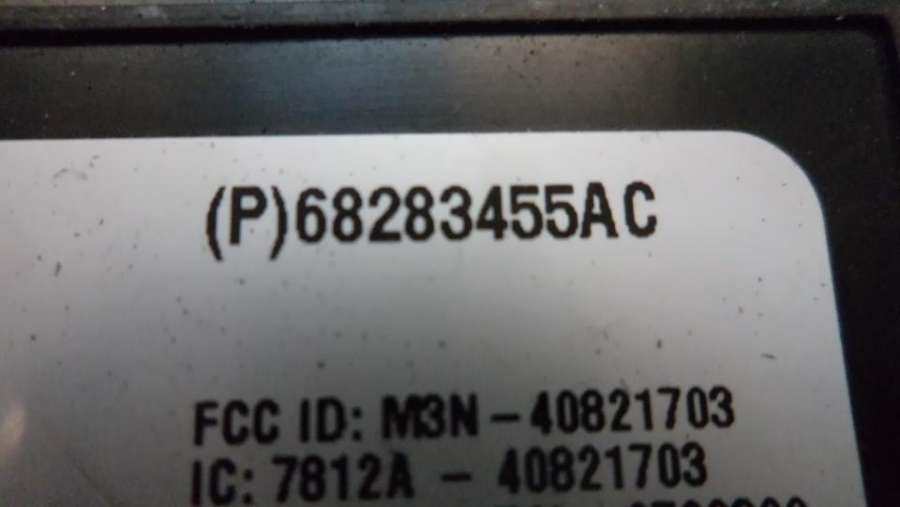 (P)68283455AC
FCC ID: M3N-40821703
IC: 7812A - 40821703